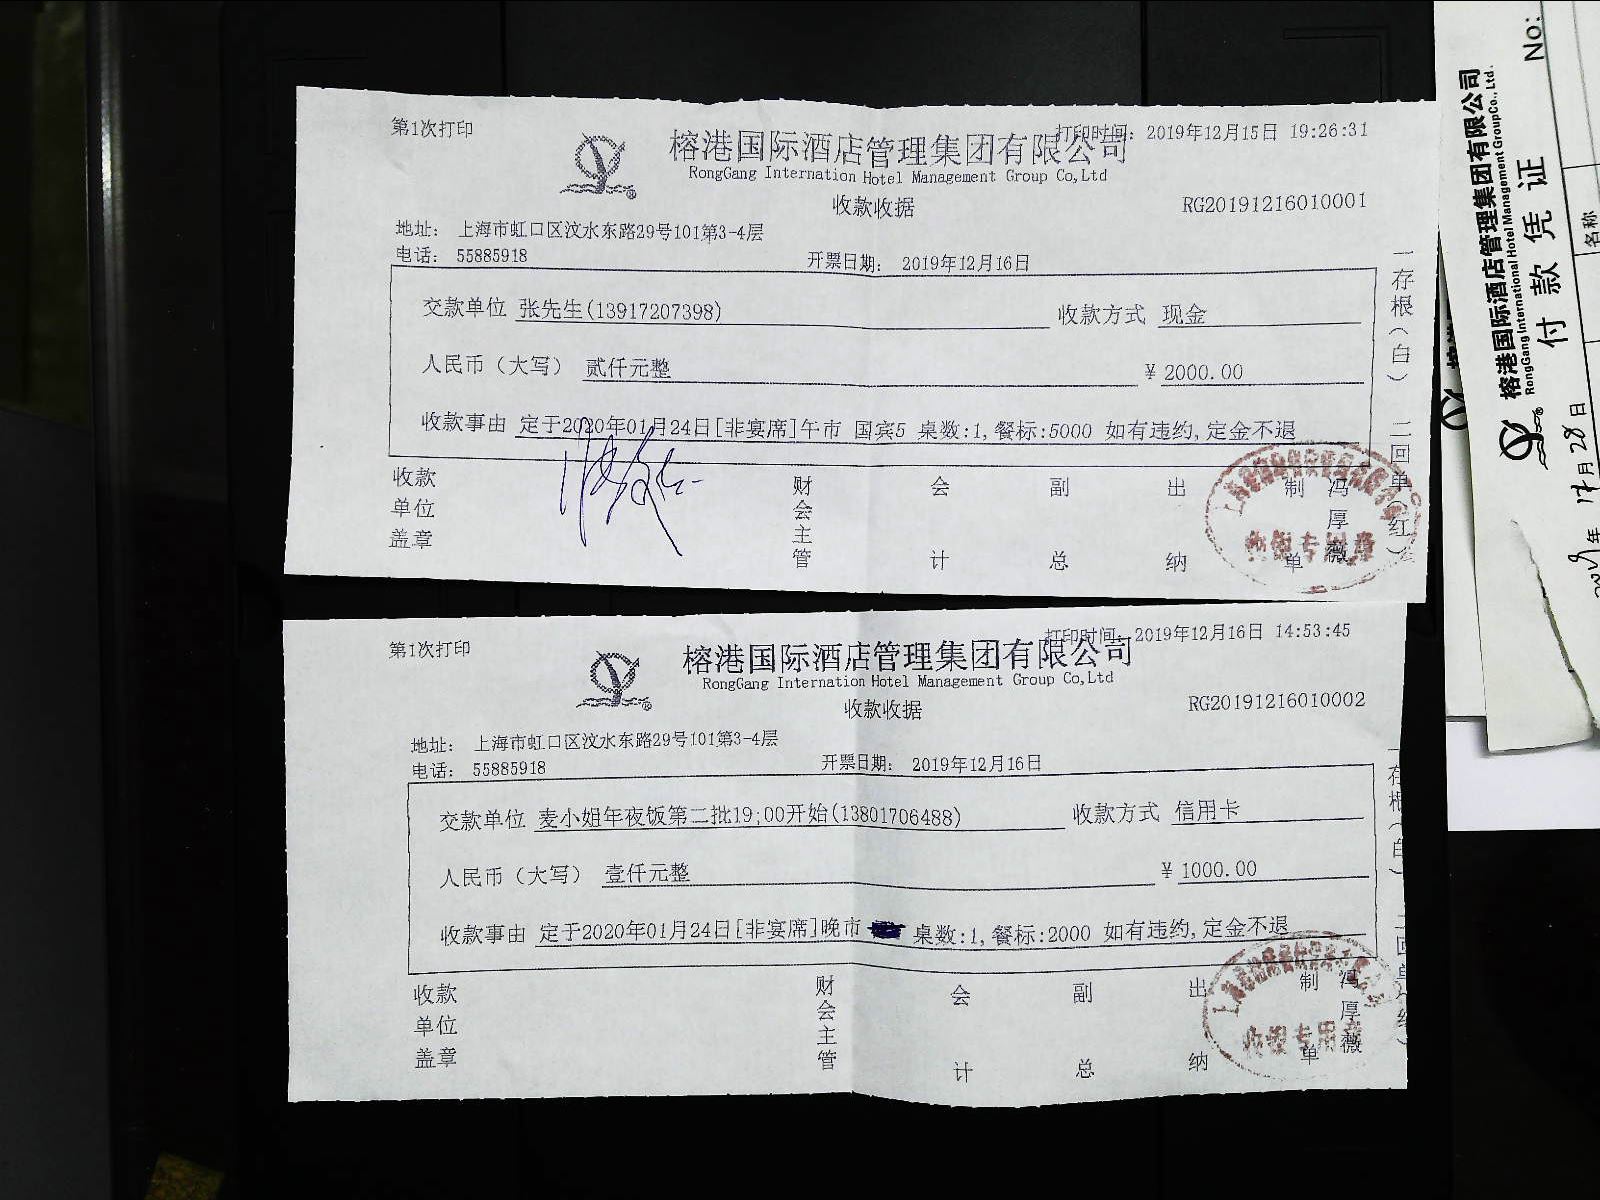 第1次打印
打印时间: 2019年12月15日 19:26:31
榕港国际酒店管理集团有限公司
RongGang International Hotel Management Group Co,Ltd
收款收据
RG20191216010001
地址: 上海市虹口区汶水东路29号101第3-4层
电话: 55885918
开票日期: 2019年12月16日
交款单位 张先生(13917207398) 收款方式 现金
人民币(大写) 贰仟元整 ¥ 2000.00
收款事由 定于2020年01月24日[非宴席]午市 国宾5 桌数:1,餐标:5000 如有违约,定金不退
收款单位盖章 财会主管 会计 副总 出纳 制单 冯厚薇
一存根(白) 二回单(红)
收银专用章
第1次打印
打印时间: 2019年12月16日 14:53:45
榕港国际酒店管理集团有限公司
RongGang Internation Hotel Management Group Co,Ltd
收款收据
RG20191216010002
地址: 上海市虹口区汶水东路29号101第3-4层
电话: 55885918
开票日期: 2019年12月16日
交款单位 麦小姐年夜饭第二批19;00开始(13801706488) 收款方式 信用卡
人民币(大写) 壹仟元整 ¥ 1000.00
收款事由 定于2020年01月24日[非宴席]晚市 桌数:1,餐标:2000 如有违约,定金不退
收款单位盖章 财会主管 会计 副总 出纳 制单 冯厚薇
一存根(白)
收银专用章
榕港国际酒店管理集团有限公司
RongGang International Hotel Management Group Co., Ltd.
付款凭证 No:
年 12月28日
名称